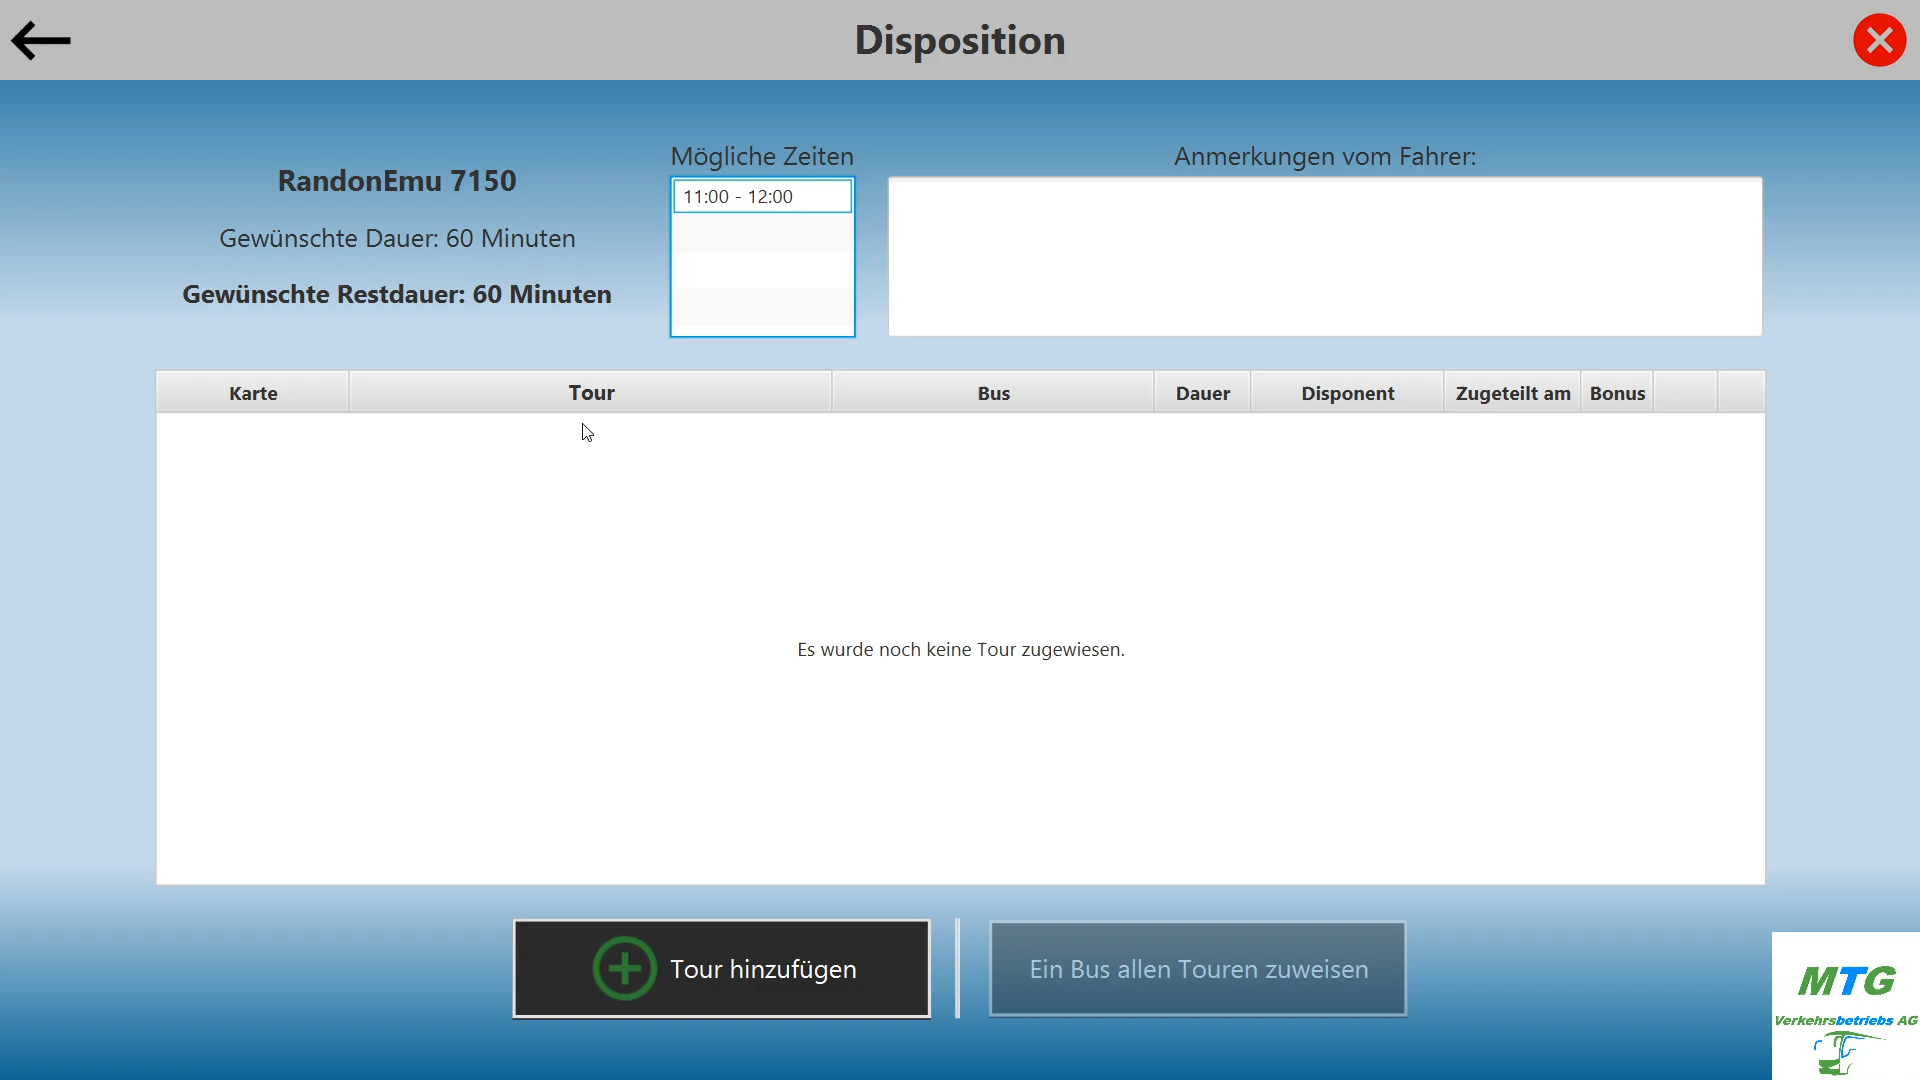 Disposition
RandonEmu 7150
Gewünschte Dauer: 60 Minuten
Gewünschte Restdauer: 60 Minuten
Mögliche Zeiten
11:00 - 12:00
Anmerkungen vom Fahrer:
Karte Tour Bus Dauer Disponent Zugeteilt am Bonus
Es wurde noch keine Tour zugewiesen.
Tour hinzufügen
Ein Bus allen Touren zuweisen
MTG
Verkehrsbetriebs AG